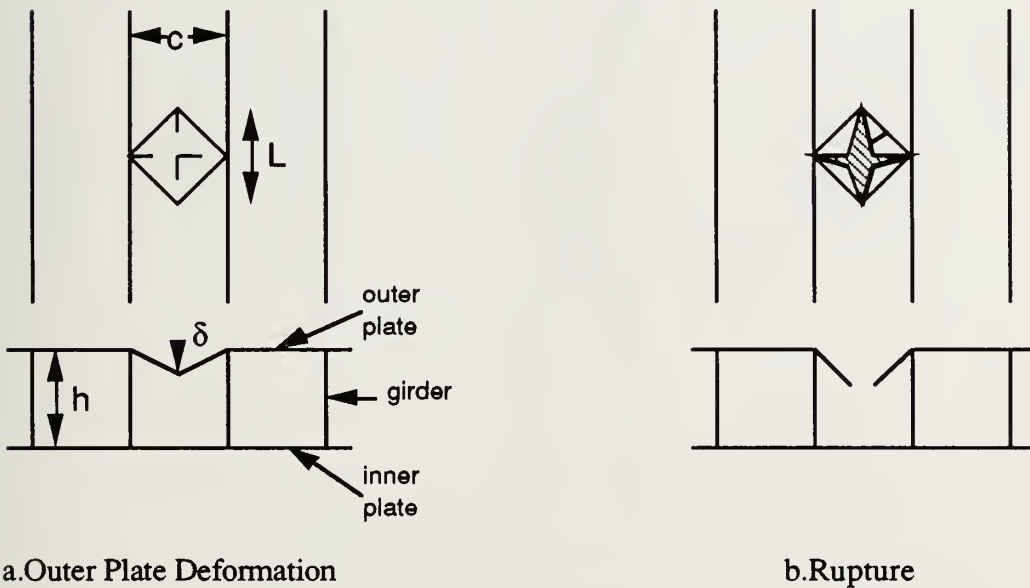 c
L
outer
plate
δ
h
girder
inner
plate
a.Outer Plate Deformation
b.Rupture